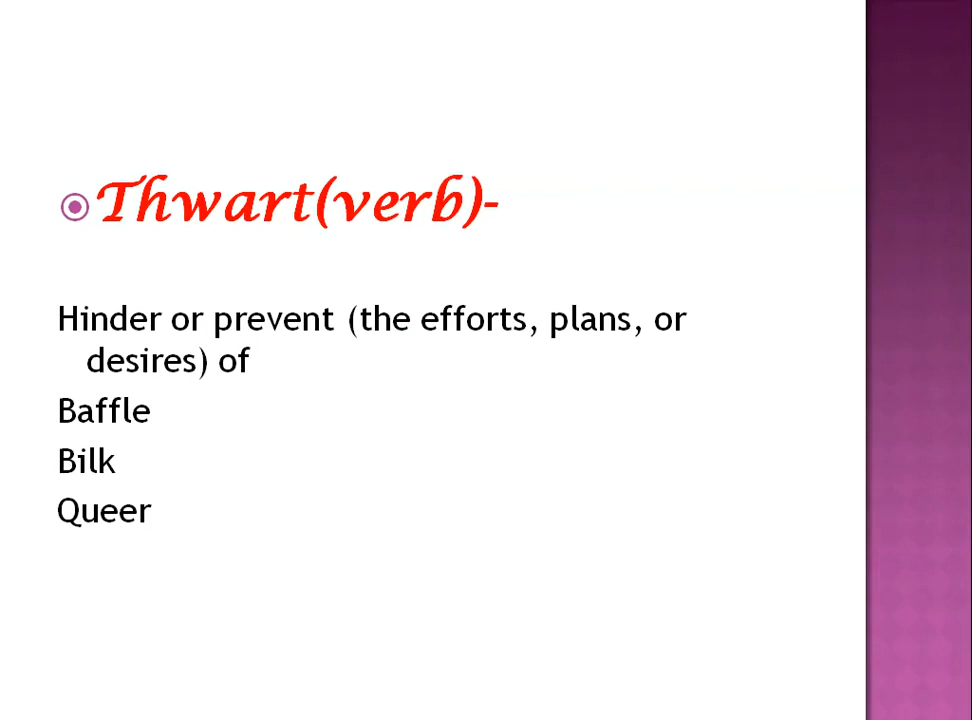 Thwart(verb)-
Hinder or prevent (the efforts, plans, or
desires) of
Baffle
Bilk
Queer